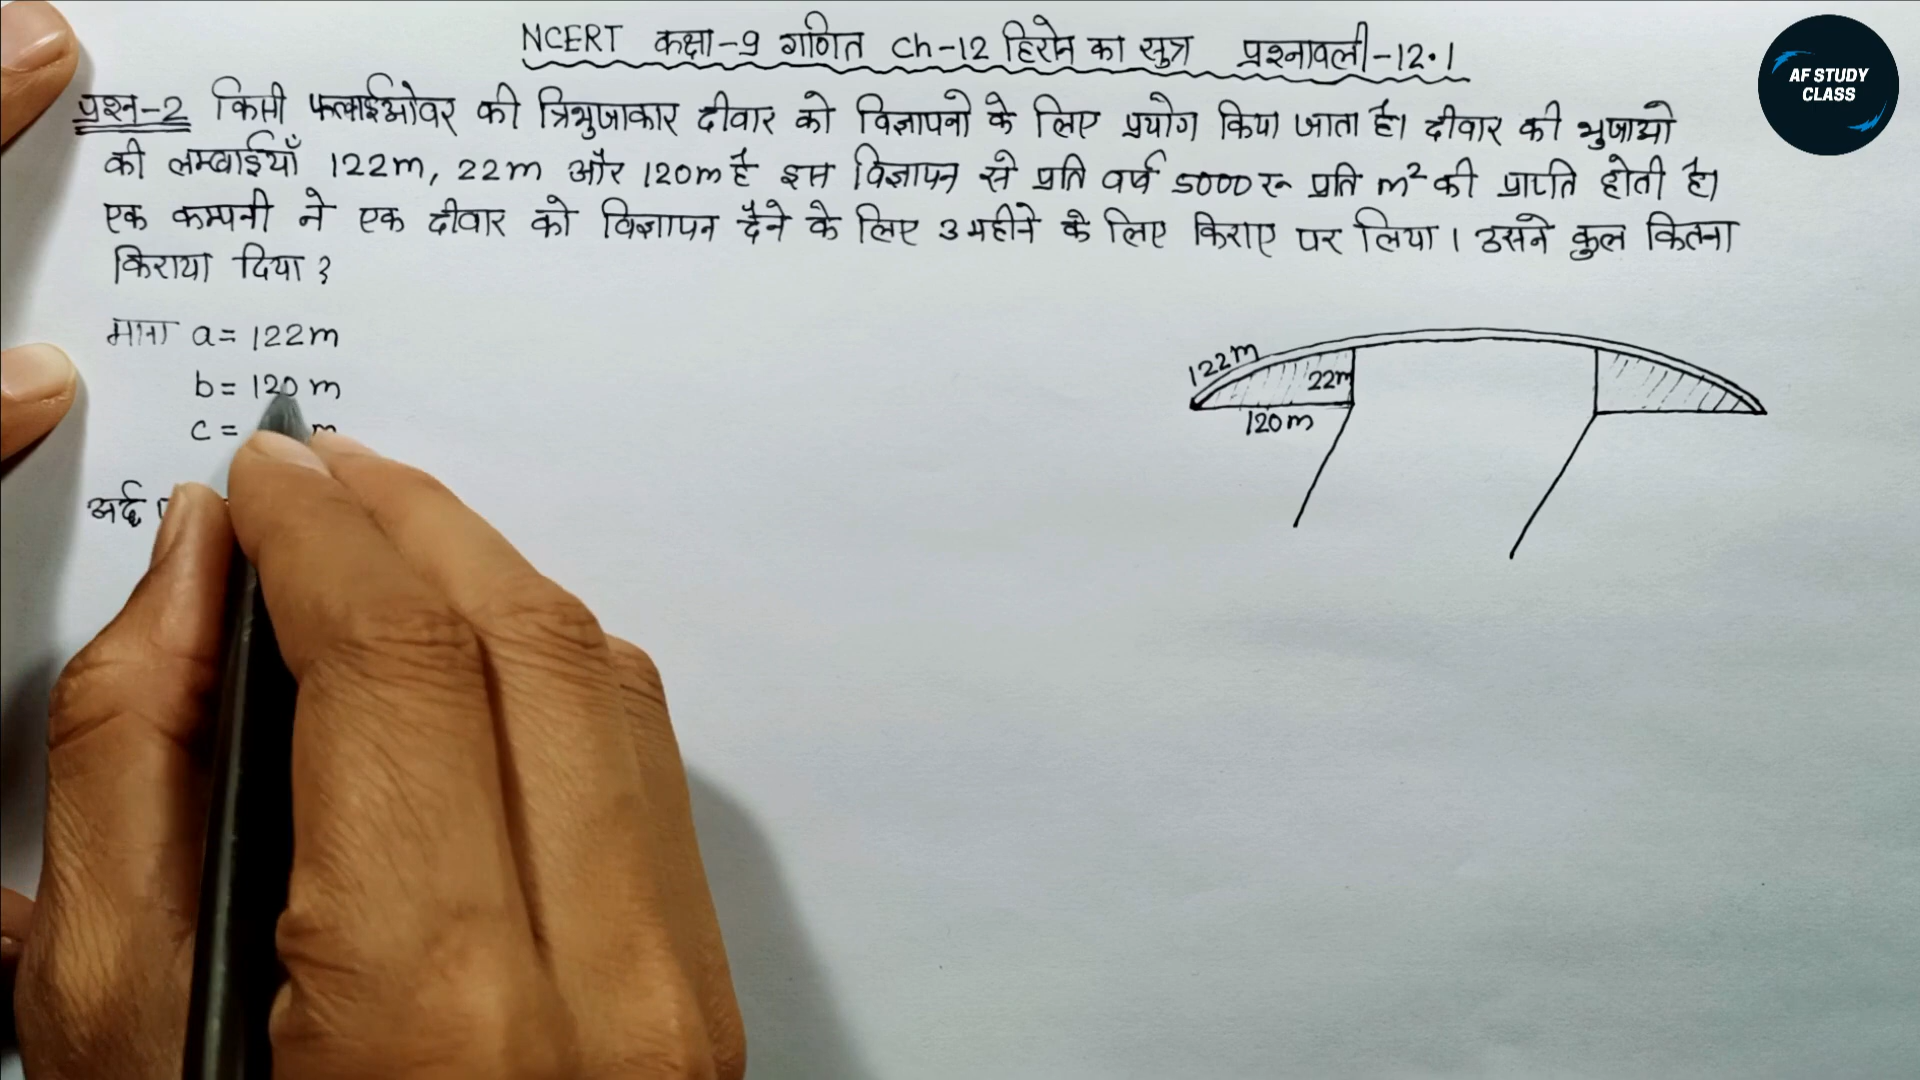 NCERT कक्षा-9 गणित Ch-12 हिरोन का सुत्र प्रश्नावली-12.1
AF STUDY
CLASS
प्रश्न-2 किसी फ्लाईओवर की त्रिभुजाकार दीवार को विज्ञापनो के लिए प्रयोग किया जाता है। दीवार की भुजाओ
की लम्बाईयाँ 122m, 22m और 120m है इस विज्ञापन से प्रति वर्ष 5000 रू प्रति m² की प्राप्ति होती है।
एक कम्पनी ने एक दीवार को विज्ञापन देने के लिए 3 महीने के लिए किराए पर लिया। उसने कुल कितना
किराया दिया ?
माना a = 122m
b = 120 m
c = m
अर्द्ध
122m
22m
120m